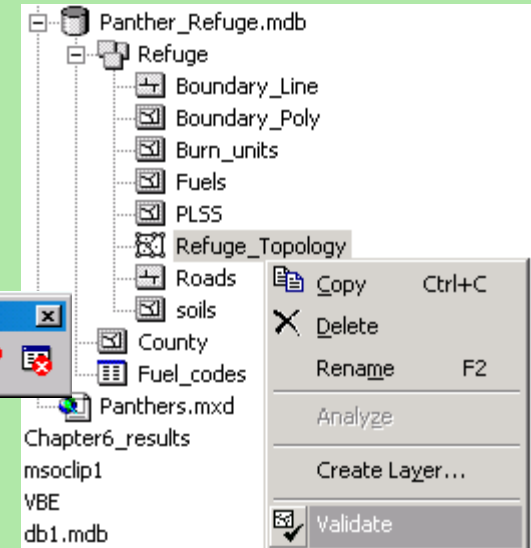 Panther_Refuge.mdb
Refuge
Boundary_Line
Boundary_Poly
Burn_units
Fuels
PLSS
Refuge_Topology
Roads
soils
County
Fuel_codes
Panthers.mxd
Chapter6_results
msoclip1
VBE
db1.mdb
Copy Ctrl+C
Delete
Rename F2
Analyze
Create Layer...
Validate